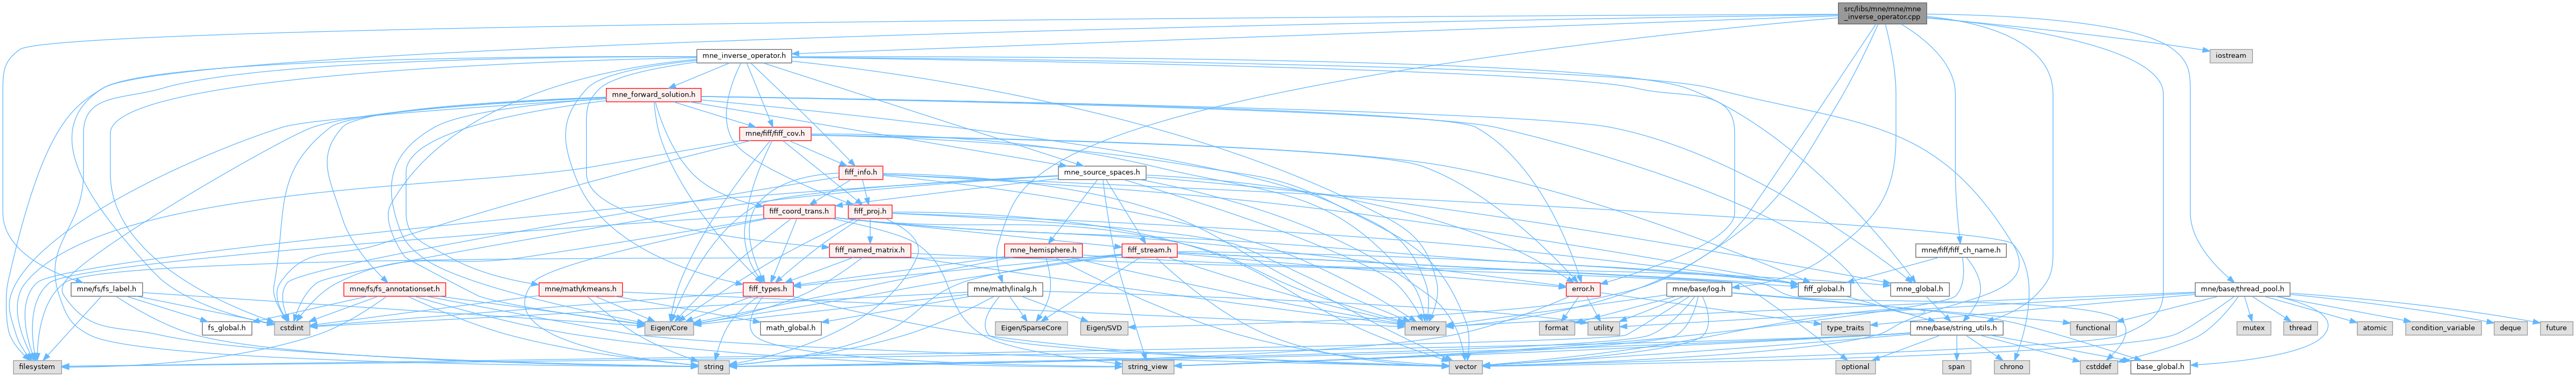 src/libs/mne/mne/mne
_inverse_operator.cpp
mne_inverse_operator.h
iostream
mne_forward_solution.h
mne/fiff/fiff_cov.h
fiff_info.h
mne_source_spaces.h
fiff_coord_trans.h
fiff_proj.h
fiff_named_matrix.h
mne_hemisphere.h
fiff_stream.h
mne/fiff/fiff_ch_name.h
mne/fs/fs_label.h
mne/fs/fs_annotationset.h
mne/math/kmeans.h
fiff_types.h
mne/math/linalg.h
error.h
mne/base/log.h
fiff_global.h
mne_global.h
mne/base/thread_pool.h
fs_global.h
cstdint
Eigen/Core
math_global.h
Eigen/SparseCore
Eigen/SVD
memory
format
utility
type_traits
mne/base/string_utils.h
functional
mutex
thread
atomic
condition_variable
deque
future
filesystem
string
string_view
vector
optional
span
chrono
cstddef
base_global.h